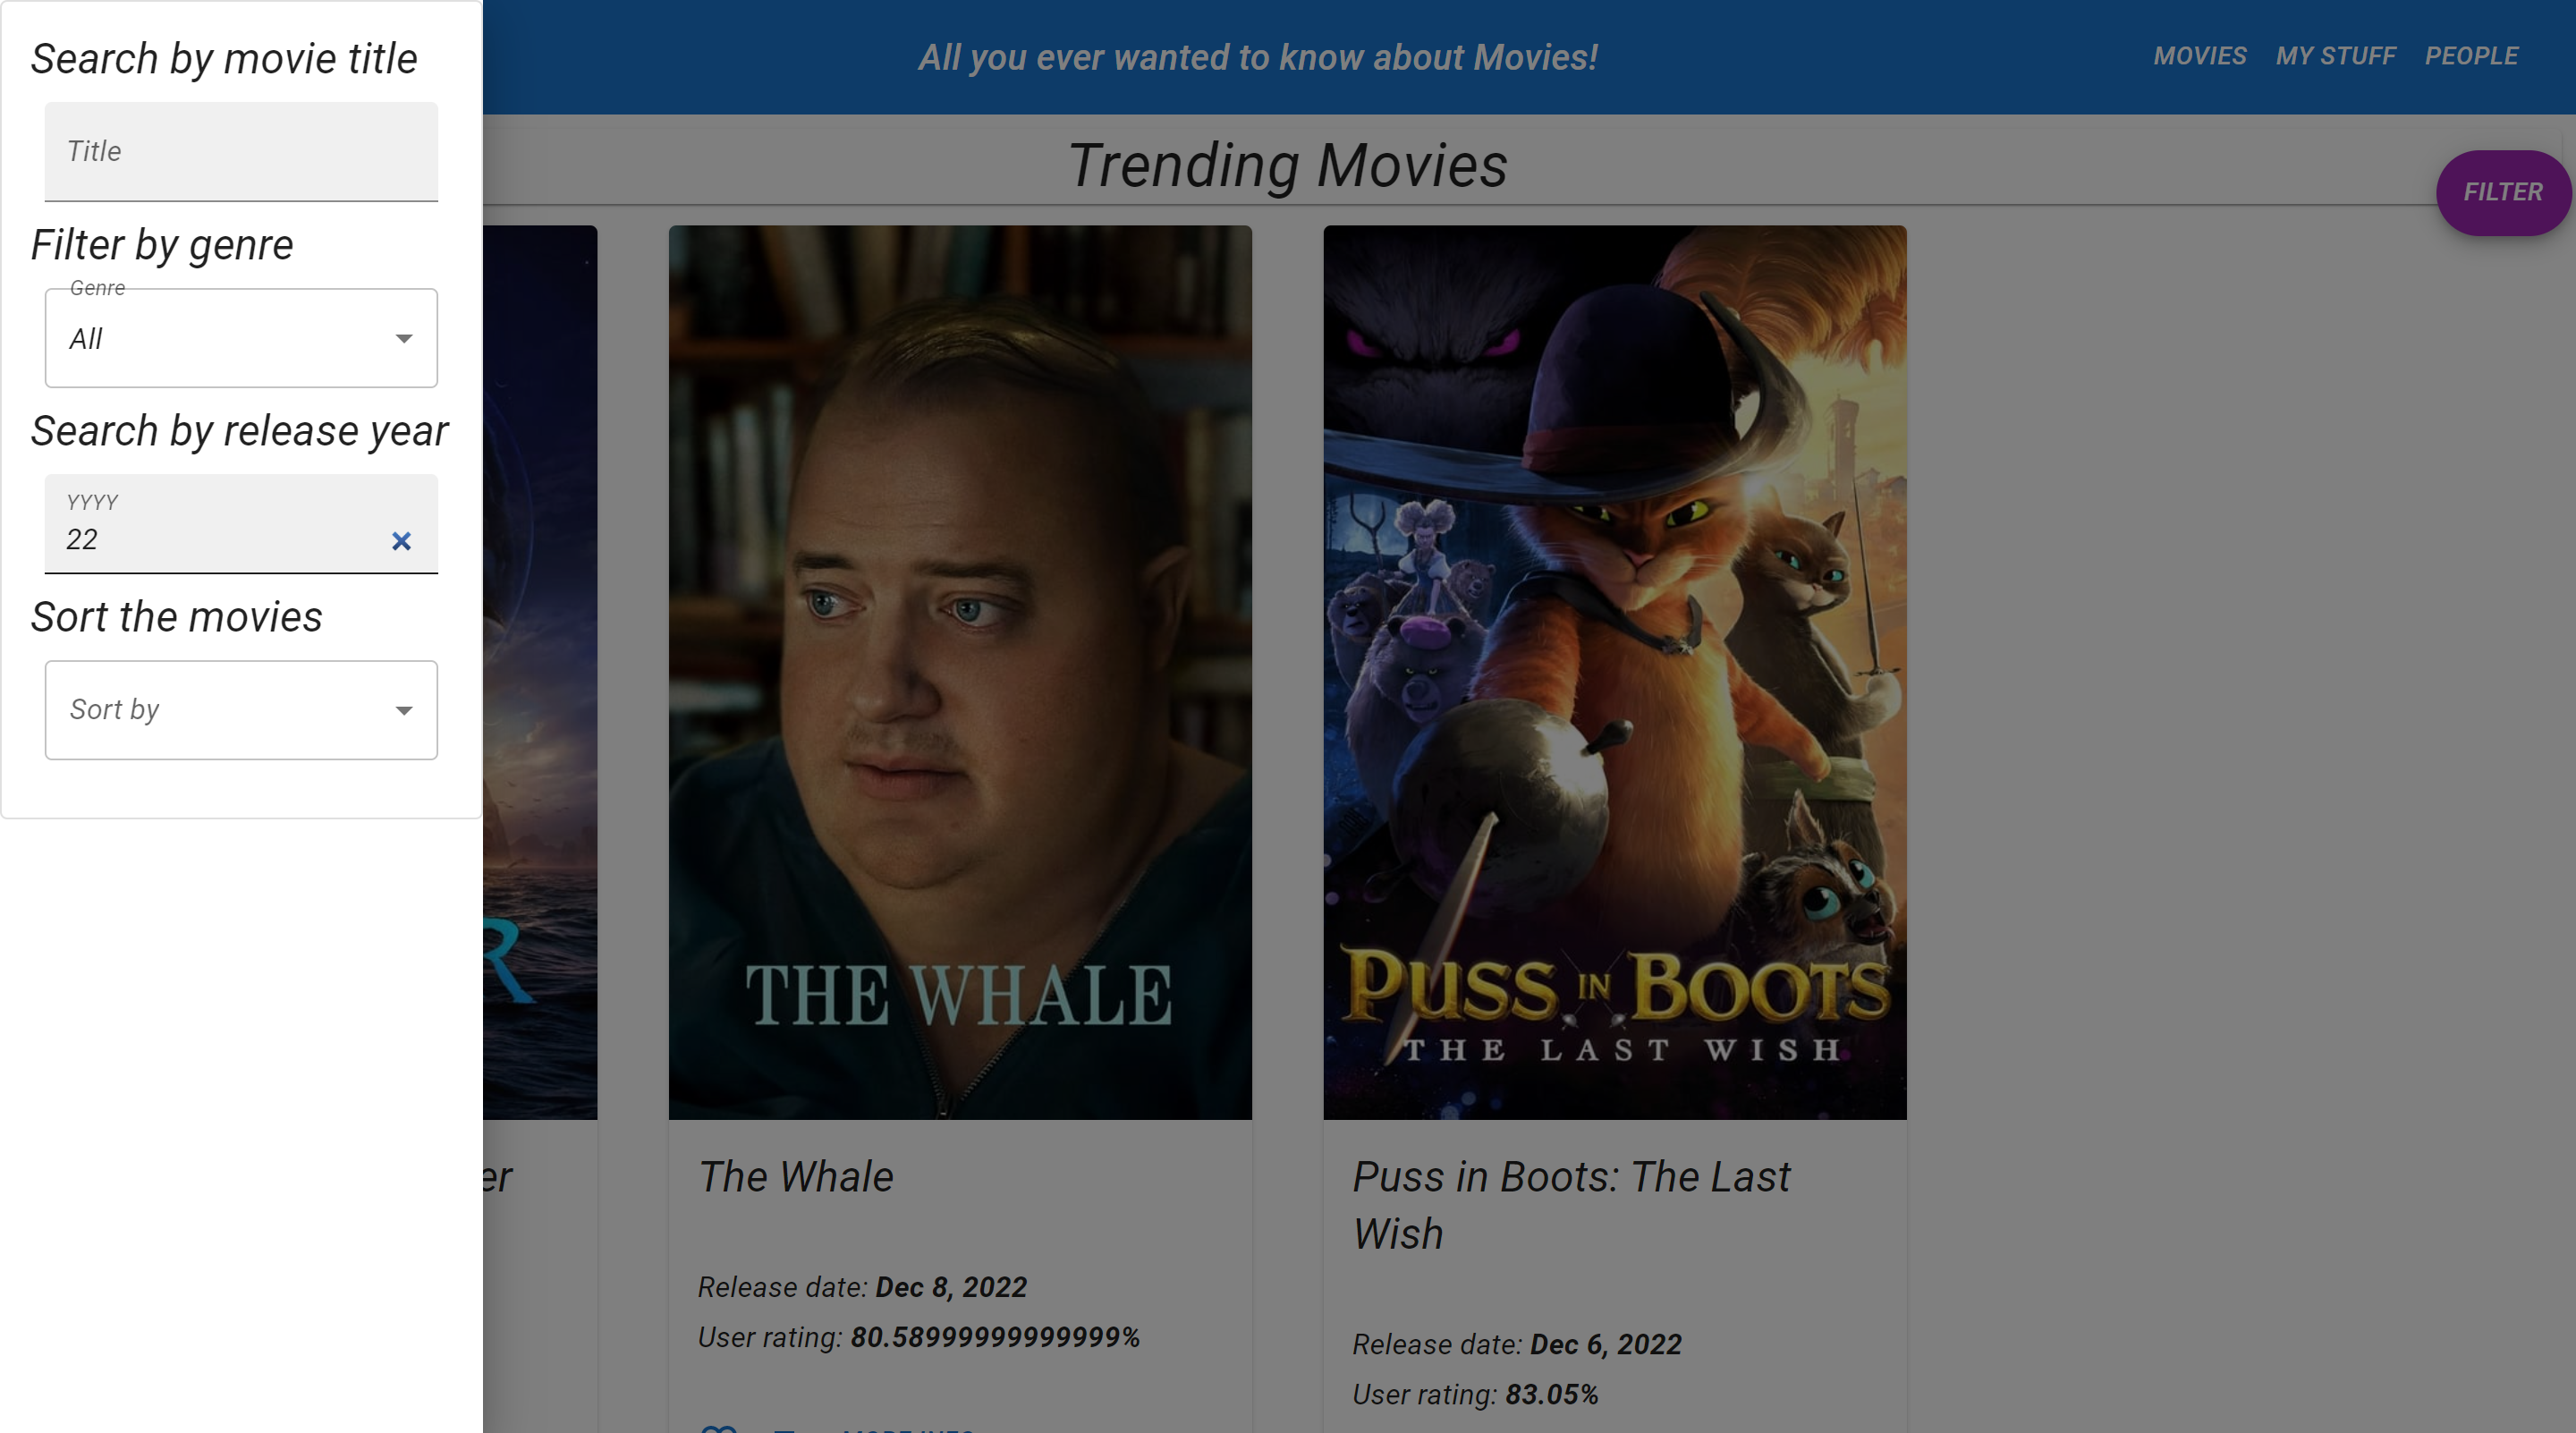 Search by movie title
Title
Filter by genre
Genre
All
Search by release year
YYYY
22
Sort the movies
Sort by
All you ever wanted to know about Movies!
MOVIES MY STUFF PEOPLE
Trending Movies
FILTER
R
er
THE WHALE
The Whale
Release date: Dec 8, 2022
User rating: 80.58999999999999%
MORE INFO
PUSS IN BOOTS
THE LAST WISH
Puss in Boots: The Last
Wish
Release date: Dec 6, 2022
User rating: 83.05%